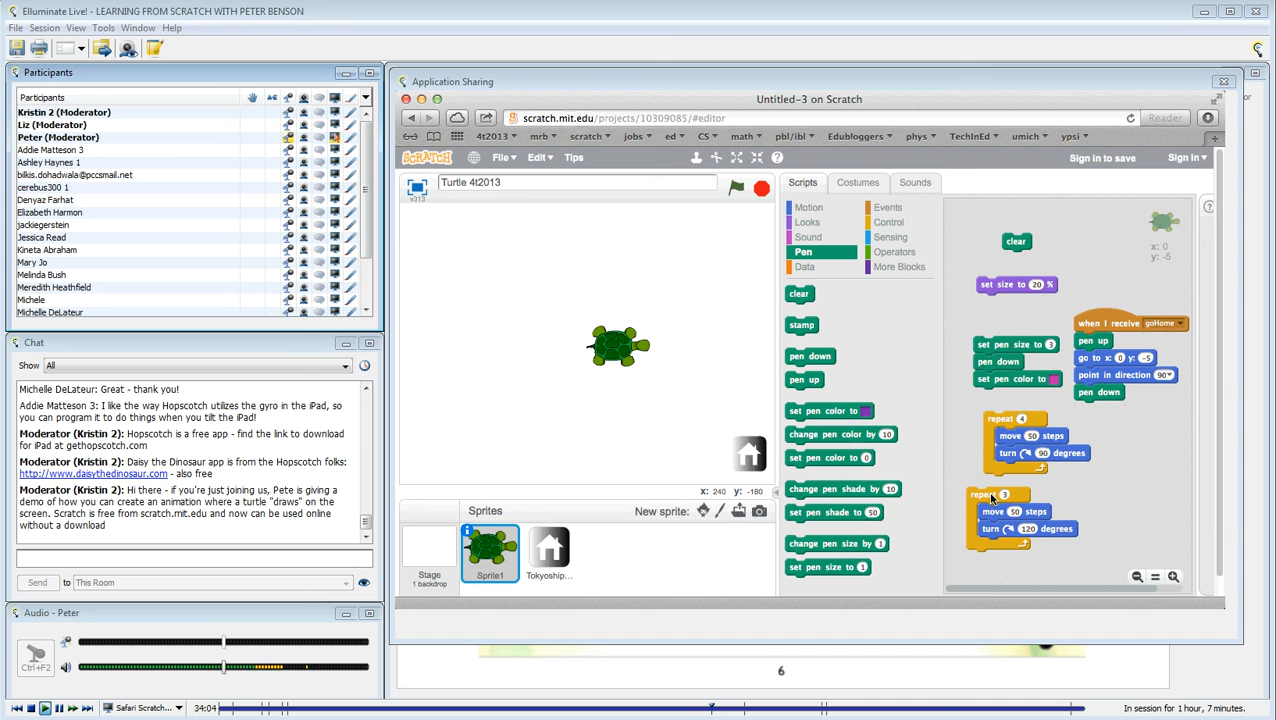 Elluminate Live! - LEARNING FROM SCRATCH WITH PETER BENSON
File Session View Tools Window Help
Participants
Participants
Kristin 2 (Moderator)
Liz (Moderator)
Peter (Moderator)
Addie Matteson 3
Ashley Haynes 1
bilkis.dohadwala@pccsmail.net
cerebus300 1
Denyaz Farhat
Elizabeth Harmon
jackiegerstein
Jessica Read
Krineta Abraham
Mary Jo
Melinda Bush
Meredith Heathfield
Michele
Michelle DeLateur
Chat
Show All
Michelle DeLateur: Great - thank you!
Addie Matteson 3: I like the way Hopscotch utilizes the gyro in the iPad, so
you can program it to do things when you tilt the iPad!
Moderator (Kristin 2): Hopscotch is a free app - find the link to download
for iPad at gethopscotch.com
Moderator (Kristin 2): Daisy the Dinosaur app is from the Hopscotch folks:
http://www.daisythedinosaur.com - also free
Moderator (Kristin 2): Hi there - if you're just joining us, Pete is giving a
demo of how you can create an animation where a turtle "draws" on the
screen. Scratch is free from scratch.mit.edu and now can be used online
without a download
Send to This Room
Audio - Peter
Ctrl+F2
Application Sharing
Untitled-3 on Scratch
scratch.mit.edu/projects/10309085/#editor
Reader
4t2013 mrb scratch jobs ed CS math pbl/ibl Edubloggers phys TechInEd umich ypsi
SCRATCH File Edit Tips Sign in to save Sign in
Turtle 4t2013
v313
x: 240 y: -180
Sprites New sprite:
Stage
1 backdrop
Sprite1
Tokyoship...
Scripts Costumes Sounds
Motion Events
Looks Control
Sound Sensing
Pen Operators
Data More Blocks
clear
stamp
pen down
pen up
set pen color to
change pen color by 10
set pen color to 0
change pen shade by 10
set pen shade to 50
change pen size by 1
set pen size to 1
x: 0
y: -5
clear
set size to 20 %
set pen size to 3
pen down
set pen color to
when I receive goHome
pen up
go to x: 0 y: -5
point in direction 90
pen down
repeat 4
move 50 steps
turn 90 degrees
repeat 3
move 50 steps
turn 120 degrees
6
Safari Scratch... 34:04 In session for 1 hour, 7 minutes.